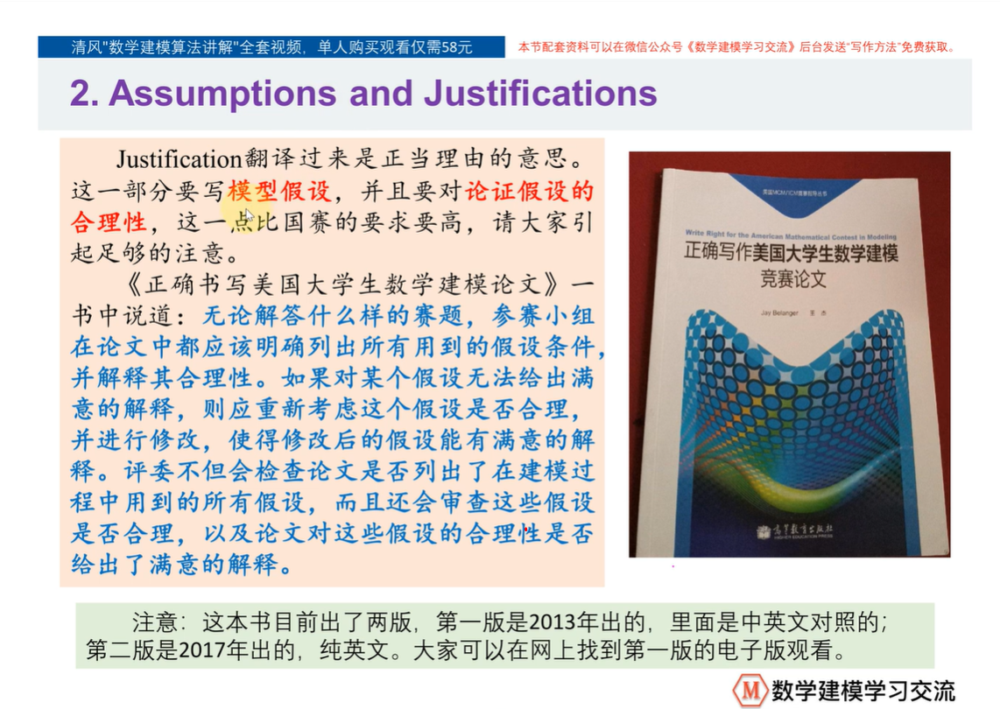 清风"数学建模算法讲解"全套视频，单人购买观看仅需58元
本节配套资料可以在微信公众号《数学建模学习交流》后台发送“写作方法”免费获取。
2. Assumptions and Justifications
Justification翻译过来是正当理由的意思。
这一部分要写模型假设，并且要对论证假设的
合理性，这一点比国赛的要求要高，请大家引
起足够的注意。
《正确书写美国大学生数学建模论文》一
书中说道：无论解答什么样的赛题，参赛小组
在论文中都应该明确列出所有用到的假设条件，
并解释其合理性。如果对某个假设无法给出满
意的解释，则应重新考虑这个假设是否合理，
并进行修改，使得修改后的假设能有满意的解
释。评委不但会检查论文是否列出了在建模过
程中用到的所有假设，而且还会审查这些假设
是否合理，以及论文对这些假设的合理性是否
给出了满意的解释。
美国MCM/ICM竞赛指导丛书
Write Right for the American Mathematical Contest in Modeling
正确写作美国大学生数学建模
竞赛论文
Jay Belanger 王 杰
高等教育出版社
HIGHER EDUCATION PRESS
注意：这本书目前出了两版，第一版是2013年出的，里面是中英文对照的；
第二版是2017年出的，纯英文。大家可以在网上找到第一版的电子版观看。
M 数学建模学习交流